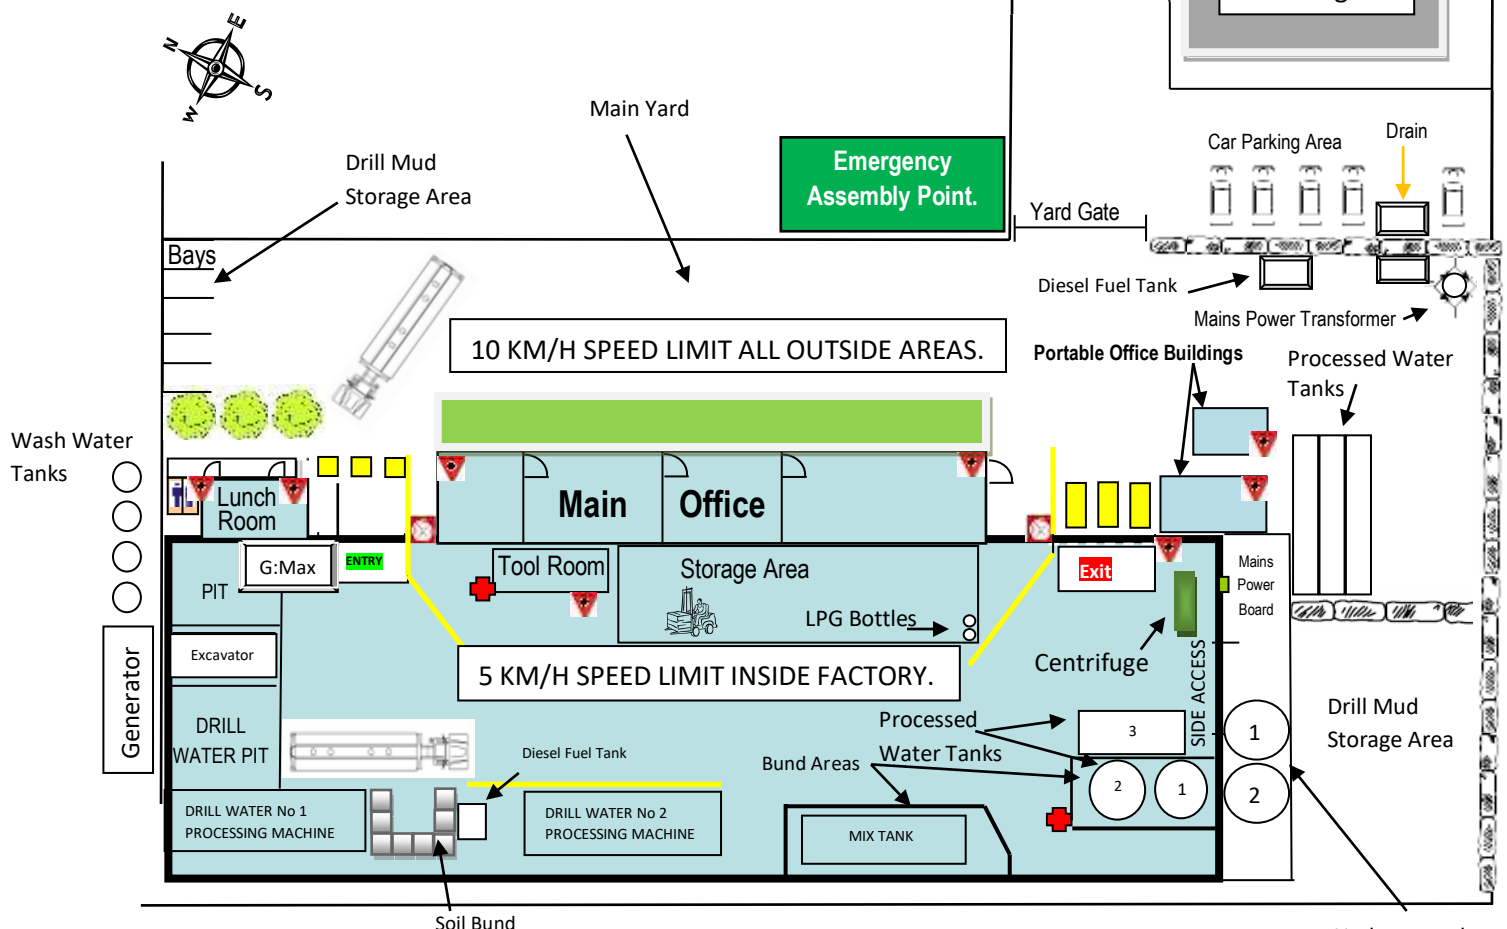 E
N
S
W
Main Yard
Emergency
Assembly Point.
Car Parking Area
Drain
Drill Mud
Storage Area
Yard Gate
Bays
Diesel Fuel Tank
Mains Power Transformer
10 KM/H SPEED LIMIT ALL OUTSIDE AREAS.
Portable Office Buildings
Processed Water
Tanks
Wash Water
Tanks
Lunch
Room
Main Office
ENTRY
G:Max
PIT
Tool Room
Storage Area
LPG Bottles
Exit
Mains
Power
Board
Centrifuge
SIDE ACCESS
Excavator
Generator
5 KM/H SPEED LIMIT INSIDE FACTORY.
DRILL
WATER PIT
Diesel Fuel Tank
Processed
Water Tanks
Bund Areas
3
2
1
1
2
Drill Mud
Storage Area
DRILL WATER No 1
PROCESSING MACHINE
DRILL WATER No 2
PROCESSING MACHINE
MIX TANK
Soil Bund